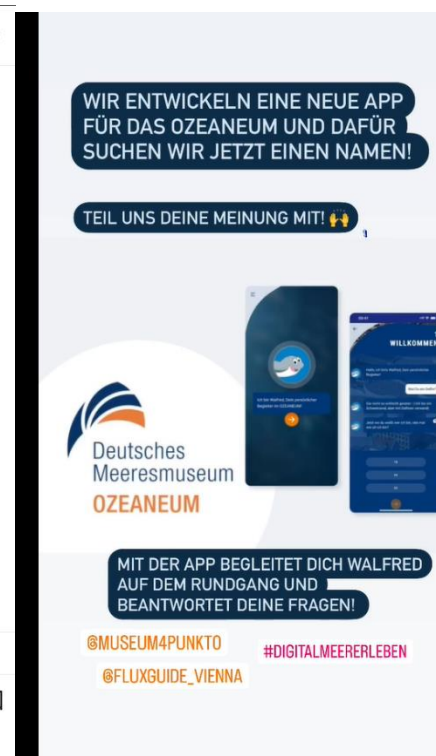 WIR ENTWICKELN EINE NEUE APP
FÜR DAS OZEANEUM UND DAFÜR
SUCHEN WIR JETZT EINEN NAMEN!
TEIL UNS DEINE MEINUNG MIT! 🙌
WILLKOMMEN
Deutsches
Meeresmuseum
OZEANEUM
MIT DER APP BEGLEITET DICH WALFRED
AUF DEM RUNDGANG UND
BEANTWORTET DEINE FRAGEN!
@MUSEUM4PUNKT0
#DIGITALMEERERLEBEN
@FLUXGUIDE_VIENNA